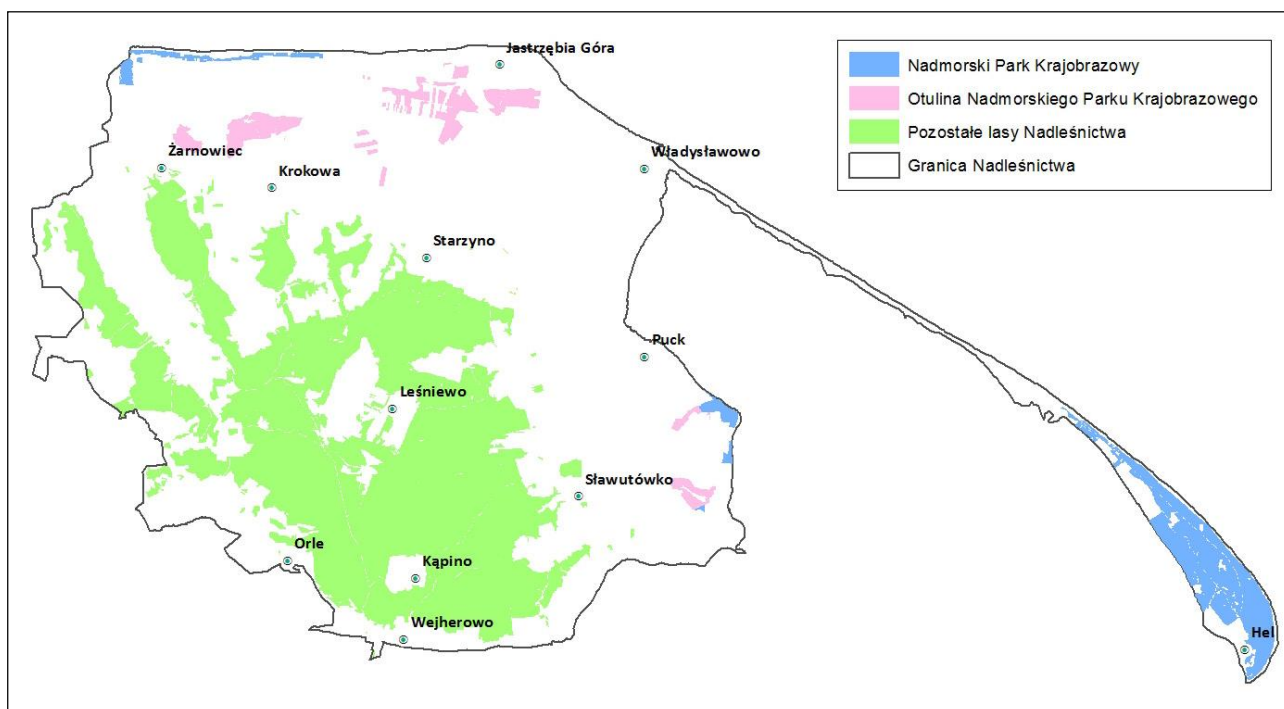 Jastrzębia Góra
Nadmorski Park Krajobrazowy
Otulina Nadmorskiego Parku Krajobrazowego
Pozostałe lasy Nadleśnictwa
Granica Nadleśnictwa
Żarnowiec
Krokowa
Władysławowo
Starzyno
Puck
Leśniewo
Sławutówko
Orle
Kąpino
Wejherowo
Hel